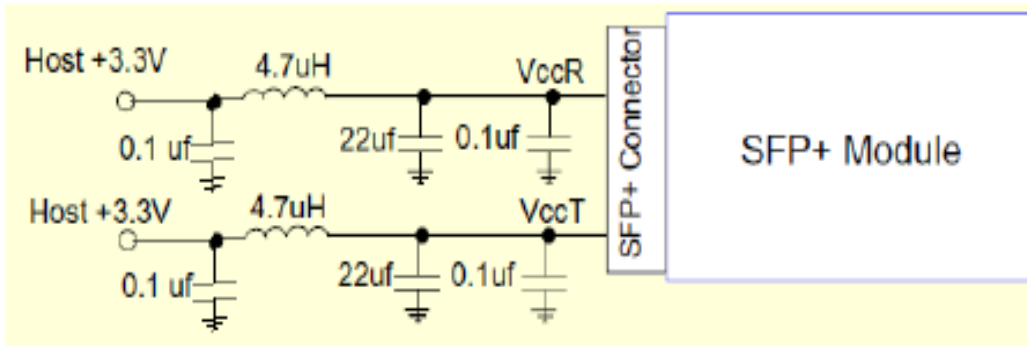 Host +3.3V
4.7uH
VccR
0.1 uf
22uf
0.1uf
Host +3.3V
4.7uH
VccT
0.1 uf
22uf
0.1uf
SFP+ Connector
SFP+ Module